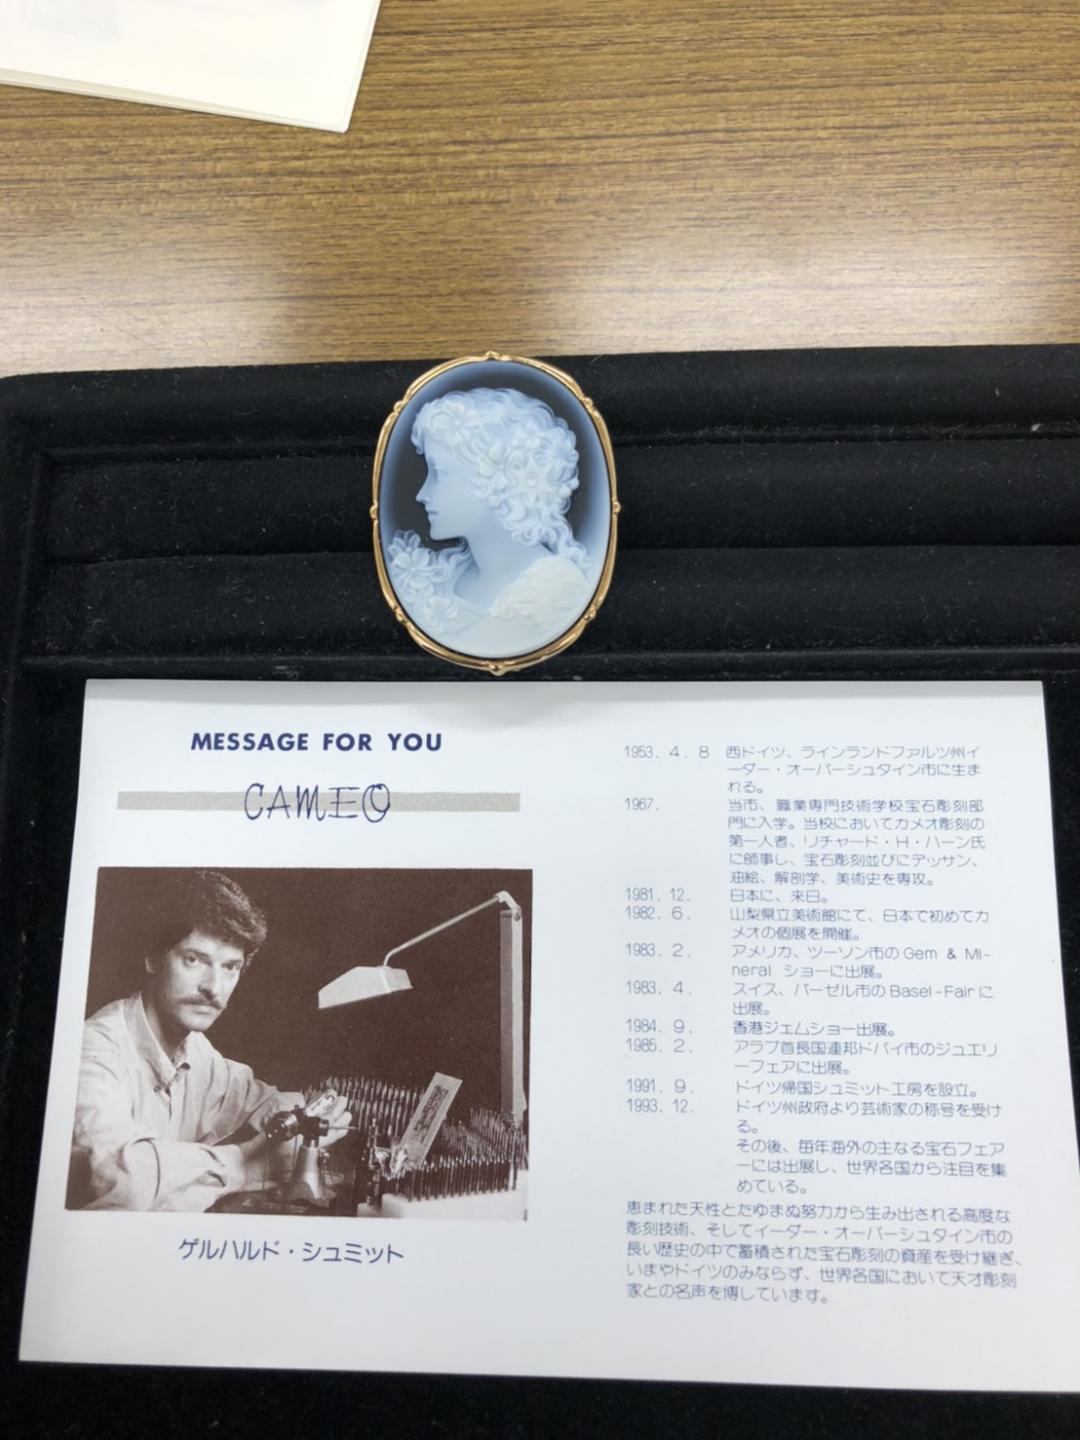 MESSAGE FOR YOU
CAMEO
ゲルハルド・シュミット
1953. 4. 8 西ドイツ、ラインランドファルツ州イ
ーダー・オーバーシュタイン市に生ま
れる。
1967. 当市、職業専門技術学校宝石彫刻部
門に入学。当校においてカメオ彫刻の
第一人者、リチャード・H・ハーン氏
に師事し、宝石彫刻並びにデッサン、
油絵、解剖学、美術史を専攻。
1981. 12. 日本に、来日。
1982. 6. 山梨県立美術館にて、日本で初めてカ
メオの個展を開催。
1983. 2. アメリカ、ツーソン市のGem & Mi-
neral ショーに出展。
1983. 4. スイス、バーゼル市のBasel-Fairに
出展。
1984. 9. 香港ジェムショー出展。
1985. 2. アラブ首長国連邦ドバイ市のジュエリ
ーフェアに出展。
1991. 9. ドイツ帰国シュミット工房を設立。
1993. 12. ドイツ州政府より芸術家の称号を受け
る。
その後、毎年海外の主なる宝石フェア
ーには出展し、世界各国から注目を集
めている。
恵まれた天性とたゆまぬ努力から生み出される高度な
彫刻技術、そしてイーダー・オーバーシュタイン市の
長い歴史の中で蓄積された宝石彫刻の資産を受け継ぎ、
いまやドイツのみならず、世界各国において天才彫刻
家との名声を博しています。